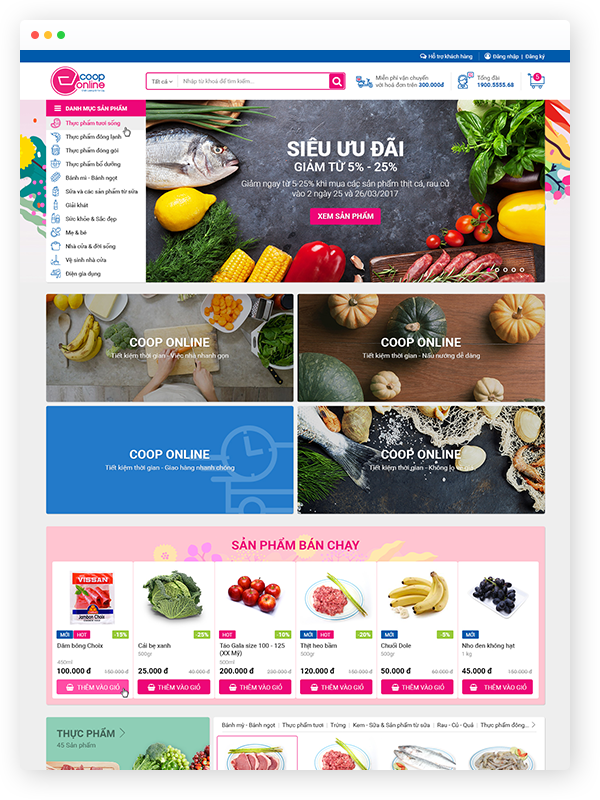 Hỗ trợ khách hàng | Đăng nhập | Đăng ký
coop
online
Tất cả
Nhập từ khoá để tìm kiếm...
Miễn phí vận chuyển
với hoá đơn trên 300.000đ
Tổng đài
1900.5555.68
5
DANH MỤC SẢN PHẨM
Thực phẩm tươi sống
Thực phẩm đông lạnh
Thực phẩm đóng gói
Thực phẩm bổ dưỡng
Bánh mì - Bánh ngọt
Sữa và các sản phẩm từ sữa
Giải khát
Sức khỏe & Sắc đẹp
Mẹ & bé
Nhà cửa & đời sống
Vệ sinh nhà cửa
Điện gia dụng
SIÊU ƯU ĐÃI
GIẢM TỪ 5% - 25%
Giảm ngay từ 5-25% khi mua các sản phẩm thịt cá, rau củ
vào 2 ngày 25 và 26/03/2017
XEM SẢN PHẨM
COOP ONLINE
Tiết kiệm thời gian - Việc nhà nhanh gọn
COOP ONLINE
Tiết kiệm thời gian - Nấu nướng dễ dàng
COOP ONLINE
Tiết kiệm thời gian - Giao hàng nhanh chóng
COOP ONLINE
Tiết kiệm thời gian - Không lo về giá
SẢN PHẨM BÁN CHẠY
VISSAN
Jambon Choix
MỚI HOT -15%
Đăm bông Choix
450ml
100.000 đ 150.000 đ
THÊM VÀO GIỎ
-25%
Cải bẹ xanh
500gr
25.000 đ 40.000 đ
THÊM VÀO GIỎ
HOT -10%
Táo Gala size 100 - 125
(XX Mỹ)
500ml
200.000 đ 230.000 đ
THÊM VÀO GIỎ
MỚI HOT -20%
Thịt heo bằm
500gr
120.000 đ 150.000 đ
THÊM VÀO GIỎ
MỚI -5%
Chuối Dole
500gr
50.000 đ 60.000 đ
THÊM VÀO GIỎ
MỚI
Nho đen không hạt
1 kg
45.000 đ 150.000 đ
THÊM VÀO GIỎ
THỰC PHẨM
45 Sản phẩm
Bánh mỳ - Bánh ngọt | Thực phẩm tươi | Trứng | Kem - Sữa & Sản phẩm từ sữa | Rau - Củ - Quả | Thực phẩm đông...